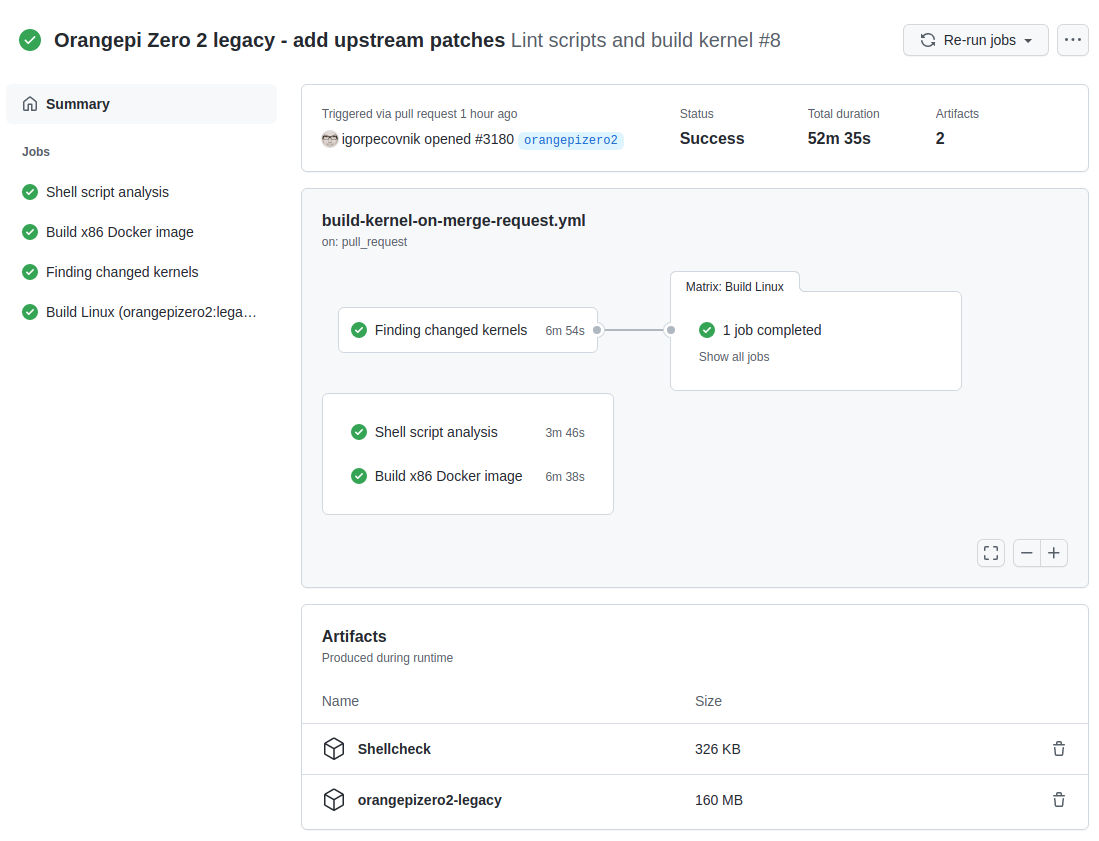 Orangepi Zero 2 legacy - add upstream patches Lint scripts and build kernel #8
Re-run jobs
Summary
Jobs
Shell script analysis
Build x86 Docker image
Finding changed kernels
Build Linux (orangepizero2:lega…
Triggered via pull request 1 hour ago
igorpecovnik opened #3180 orangepizero2
Status
Success
Total duration
52m 35s
Artifacts
2
build-kernel-on-merge-request.yml
on: pull_request
Finding changed kernels 6m 54s
Matrix: Build Linux
1 job completed
Show all jobs
Shell script analysis 3m 46s
Build x86 Docker image 6m 38s
Artifacts
Produced during runtime
Name Size
Shellcheck 326 KB
orangepizero2-legacy 160 MB